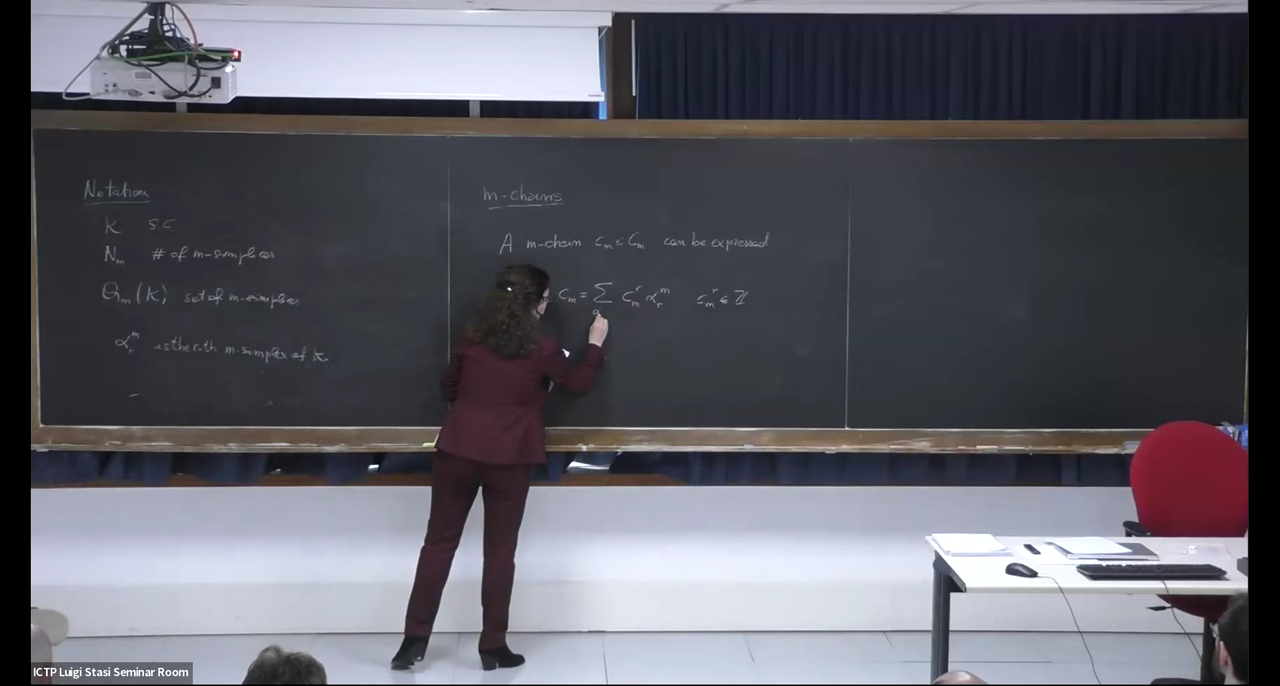 Notation
K SC
N_m # of m-simplices
Q_m(K) set of m-simplices
α_r^m is the r-th m-simplex of K.
m-chains
A m-chain c_m ∈ C_m can be expressed
C_m = ∑ c_m^r α_r^m c_m^r ∈ ℤ
ICTP Luigi Stasi Seminar Room